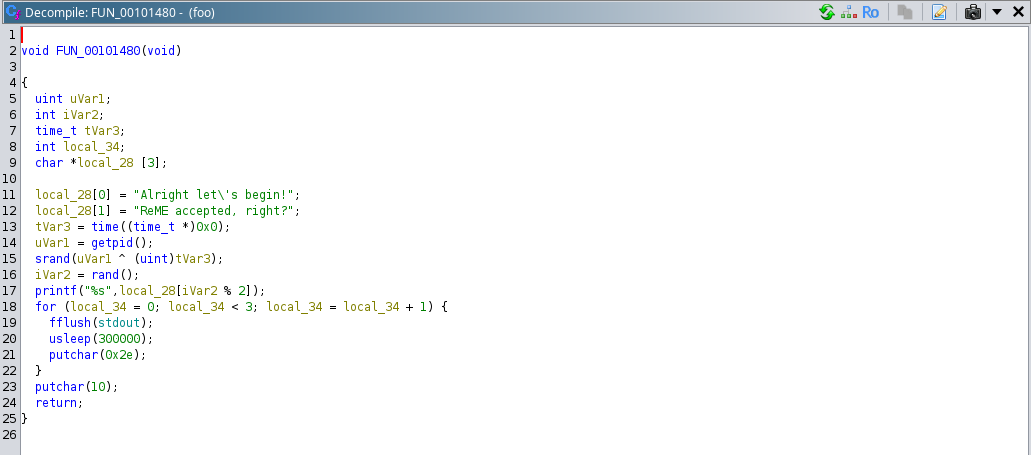 Decompile: FUN_00101480 - (foo)
Ro
1
2 void FUN_00101480(void)
3
4 {
5 uint uVar1;
6 int iVar2;
7 time_t tVar3;
8 int local_34;
9 char *local_28 [3];
10
11 local_28[0] = "Alright let\'s begin!";
12 local_28[1] = "ReME accepted, right?";
13 tVar3 = time((time_t *)0x0);
14 uVar1 = getpid();
15 srand(uVar1 ^ (uint)tVar3);
16 iVar2 = rand();
17 printf("%s",local_28[iVar2 % 2]);
18 for (local_34 = 0; local_34 < 3; local_34 = local_34 + 1) {
19 fflush(stdout);
20 usleep(300000);
21 putchar(0x2e);
22 }
23 putchar(10);
24 return;
25 }
26